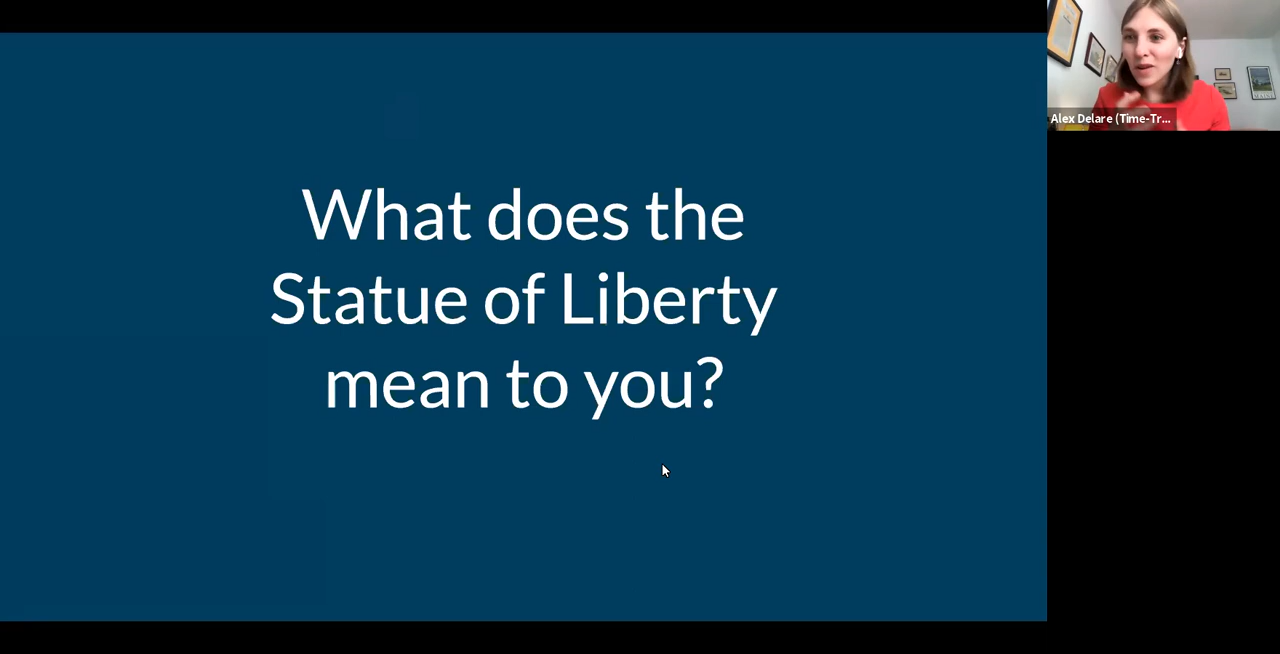 What does the
Statue of Liberty
mean to you?
Alex Delare (Time-Tr...